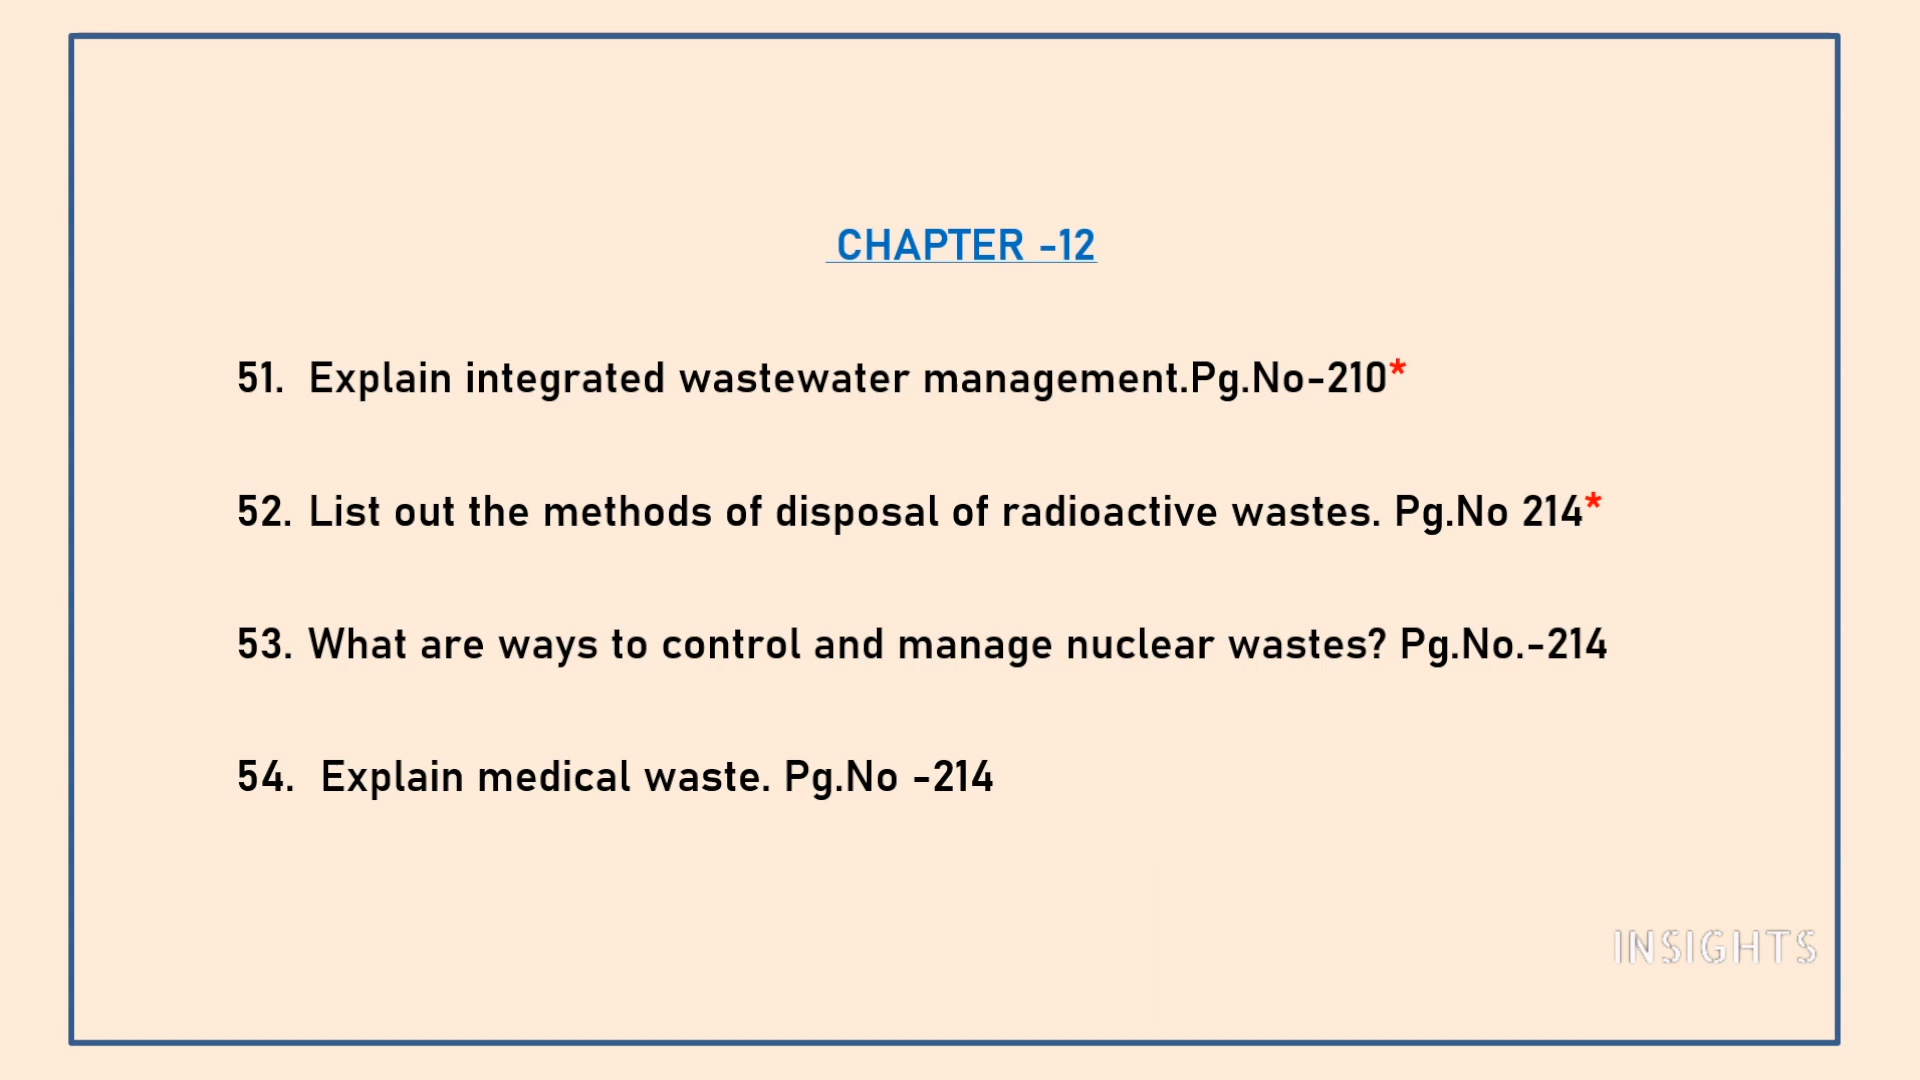 CHAPTER -12
51. Explain integrated wastewater management.Pg.No-210*
52. List out the methods of disposal of radioactive wastes. Pg.No 214*
53. What are ways to control and manage nuclear wastes? Pg.No.-214
54. Explain medical waste. Pg.No -214
INSIGHTS